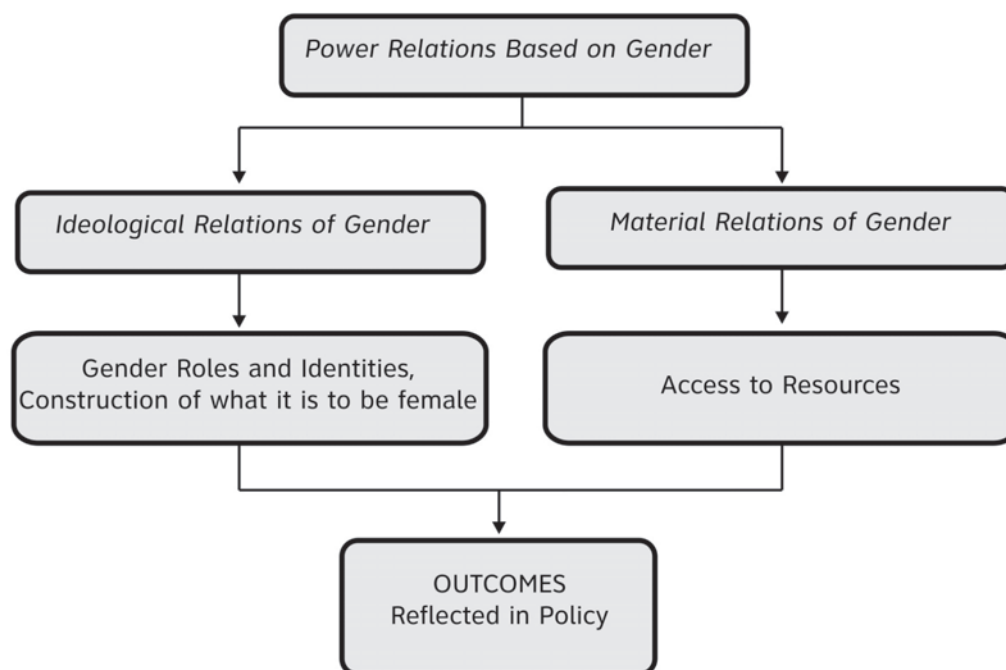 Power Relations Based on Gender
Ideological Relations of Gender
Material Relations of Gender
Gender Roles and Identities,
Construction of what it is to be female
Access to Resources
OUTCOMES
Reflected in Policy